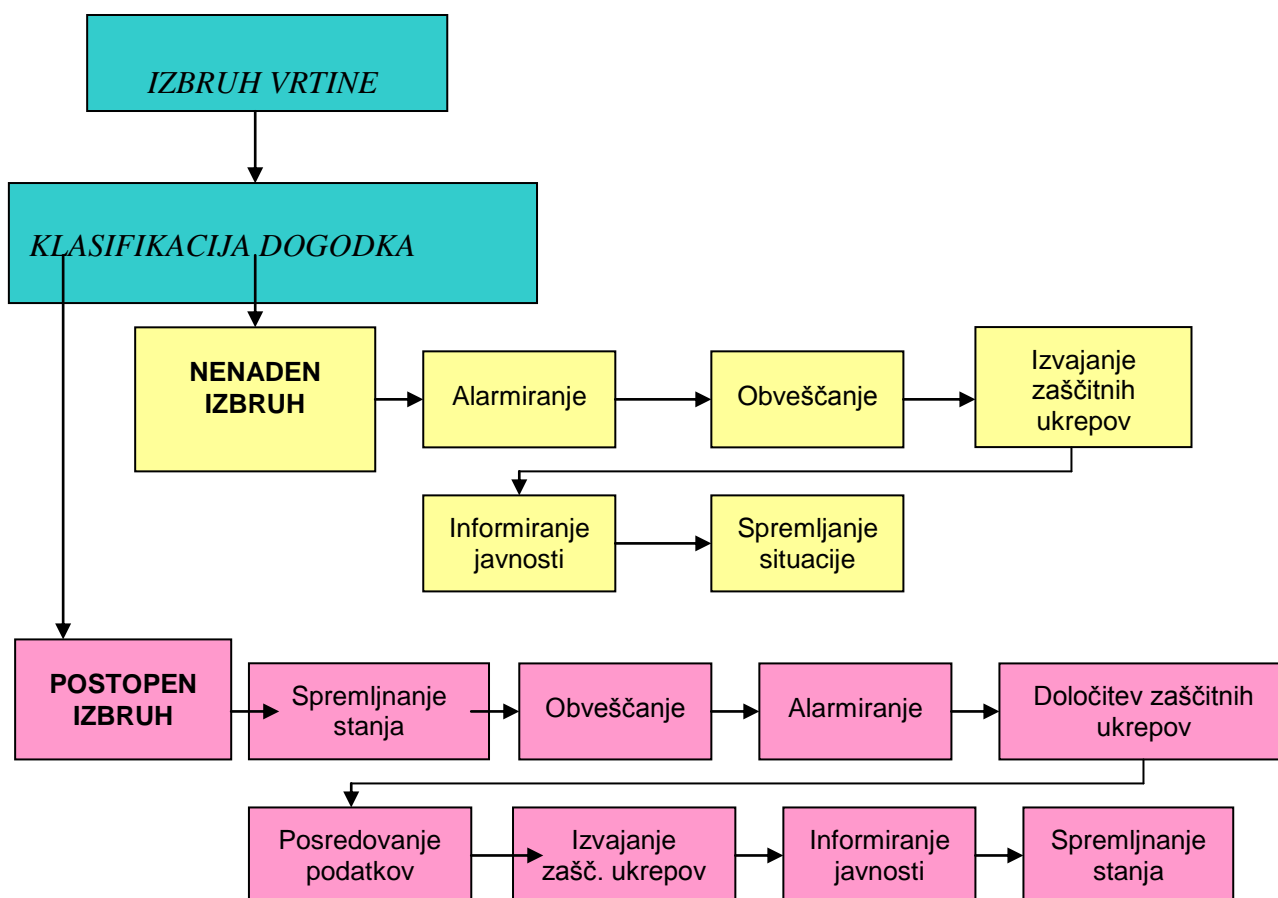 IZBRUH VRTINE
KLASIFIKACIJA DOGODKA
NENADEN
IZBRUH
Alarmiranje
Obveščanje
Izvajanje
zaščitnih
ukrepov
Informiranje
javnosti
Spremljanje
situacije
POSTOPEN
IZBRUH
Spremljnanje
stanja
Obveščanje
Alarmiranje
Določitev zaščitnih
ukrepov
Posredovanje
podatkov
Izvajanje
zašč. ukrepov
Informiranje
javnosti
Spremljnanje
stanja